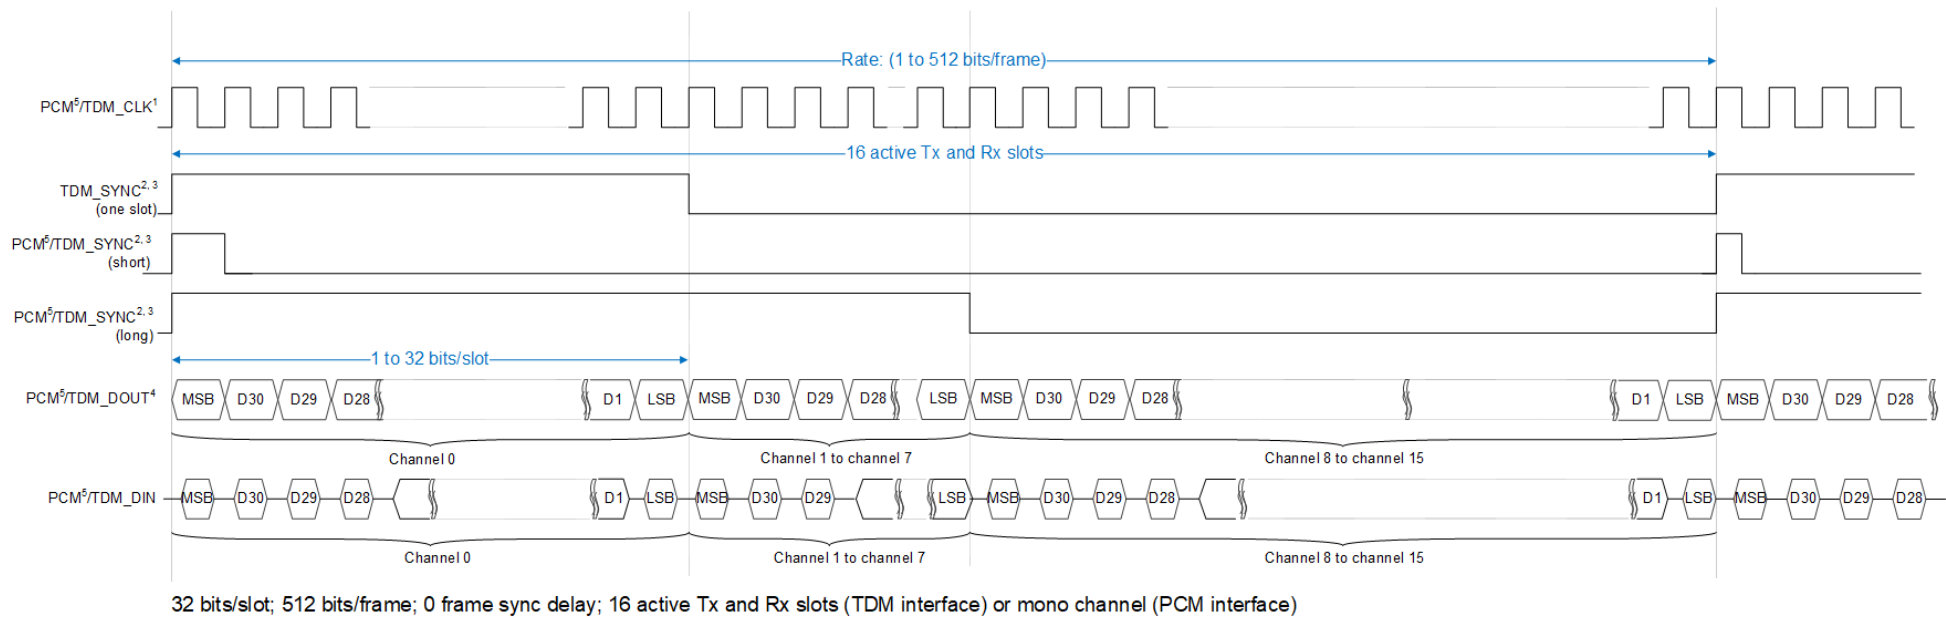 Rate: (1 to 512 bits/frame)
PCM⁵/TDM_CLK¹
16 active Tx and Rx slots
TDM_SYNC²,³
(one slot)
PCM⁵/TDM_SYNC²,³
(short)
PCM⁵/TDM_SYNC²,³
(long)
1 to 32 bits/slot
PCM⁵/TDM_DOUT⁴ MSB D30 D29 D28 D1 LSB MSB D30 D29 D28 LSB MSB D30 D29 D28 D1 LSB MSB D30 D29 D28
Channel 0 Channel 1 to channel 7 Channel 8 to channel 15
PCM⁵/TDM_DIN MSB D30 D29 D28 D1 LSB MSB D30 D29 LSB MSB D30 D29 D28 D1 LSB MSB D30 D29 D28
Channel 0 Channel 1 to channel 7 Channel 8 to channel 15
32 bits/slot; 512 bits/frame; 0 frame sync delay; 16 active Tx and Rx slots (TDM interface) or mono channel (PCM interface)